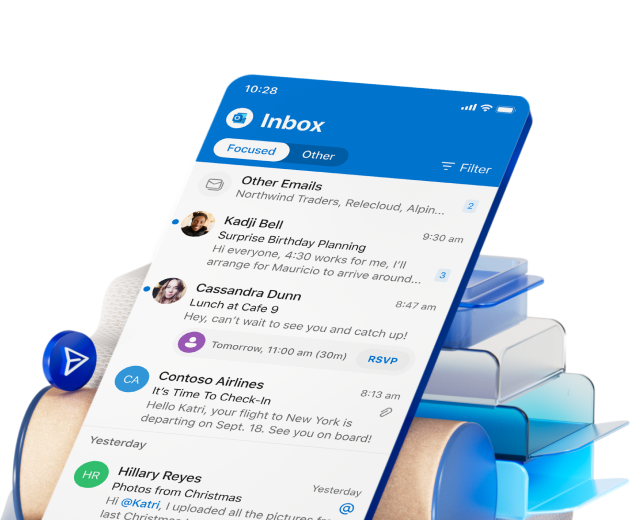 10:28
Inbox
Focused Other
Filter
Other Emails
Northwind Traders, Relecloud, Alpin...
2
Kadji Bell
9:30 am
Surprise Birthday Planning
Hi everyone, 4:30 works for me, I'll
arrange for Mauricio to arrive around...
3
Cassandra Dunn
8:47 am
Lunch at Cafe 9
Hey, can't wait to see you and catch up!
Tomorrow, 11:00 am (30m) RSVP
CA
Contoso Airlines
8:13 am
It's Time To Check-In
Hello Katri, your flight to New York is
departing on Sept. 18. See you on board!
Yesterday
HR
Hillary Reyes
Yesterday
Photos from Christmas
@
Hi @Katri, I uploaded all the pictures
last Christmas